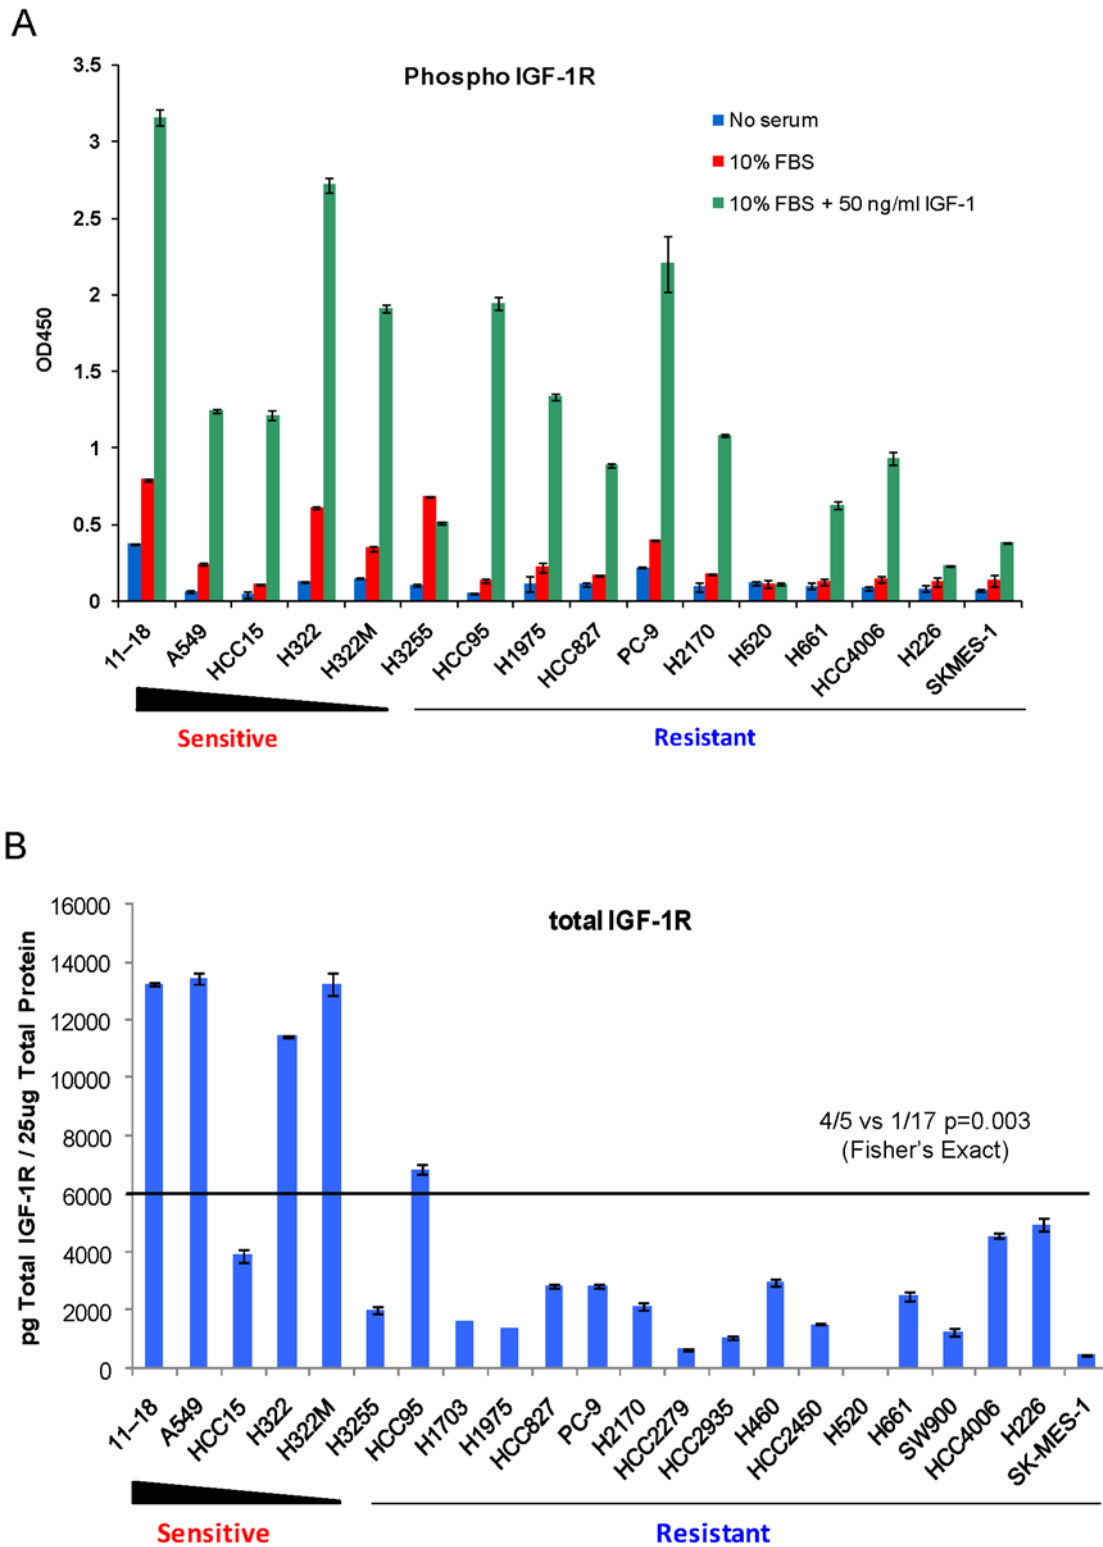 A
Phospho IGF-1R
3.5
3
2.5
2
1.5
1
0.5
0
OD450
No serum
10% FBS
10% FBS + 50 ng/ml IGF-1
11–18
A549
HCC15
H322
H322M
H3255
HCC95
H1975
HCC827
PC-9
H2170
H520
H661
HCC4006
H226
SKMES-1
Sensitive
Resistant
B
total IGF-1R
16000
14000
12000
10000
8000
6000
4000
2000
0
pg Total IGF-1R / 25ug Total Protein
4/5 vs 1/17 p=0.003
(Fisher's Exact)
11–18
A549
HCC15
H322
H322M
H3255
HCC95
H1703
H1975
HCC827
PC-9
H2170
HCC2279
HCC2935
H460
HCC2450
H520
H661
SW900
HCC4006
H226
SK-MES-1
Sensitive
Resistant